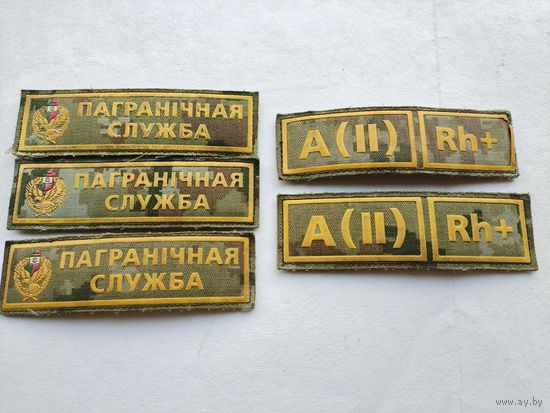 ПАГРАНІЧНАЯ
СЛУЖБА
ПАГРАНІЧНАЯ
СЛУЖБА
ПАГРАНІЧНАЯ
СЛУЖБА
A (II) Rh+
A (II) Rh+
www.ay.by